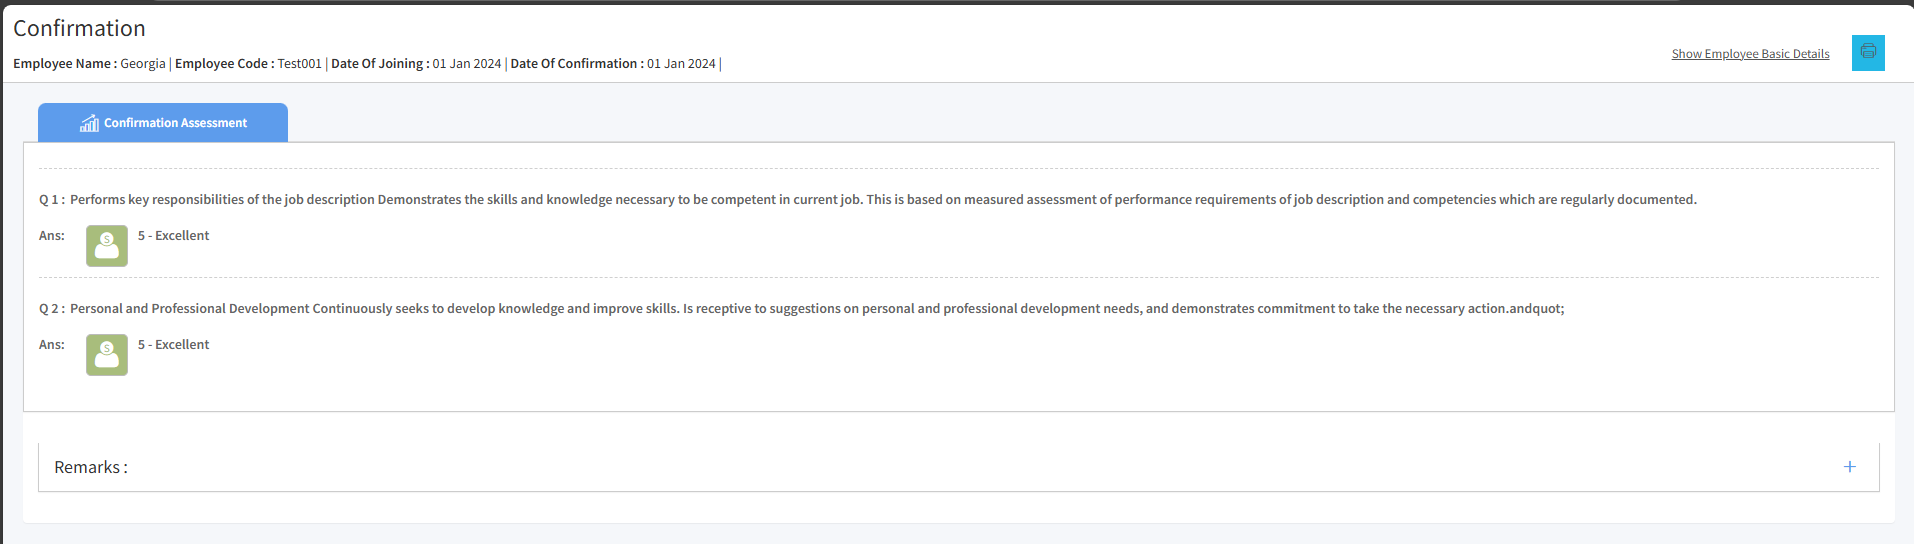 Confirmation
Employee Name : Georgia | Employee Code : Test001 | Date Of Joining : 01 Jan 2024 | Date Of Confirmation : 01 Jan 2024 |
Show Employee Basic Details
Confirmation Assessment
Q 1 : Performs key responsibilities of the job description Demonstrates the skills and knowledge necessary to be competent in current job. This is based on measured assessment of performance requirements of job description and competencies which are regularly documented.
Ans: S 5 - Excellent
Q 2 : Personal and Professional Development Continuously seeks to develop knowledge and improve skills. Is receptive to suggestions on personal and professional development needs, and demonstrates commitment to take the necessary action.andquot;
Ans: S 5 - Excellent
Remarks : +